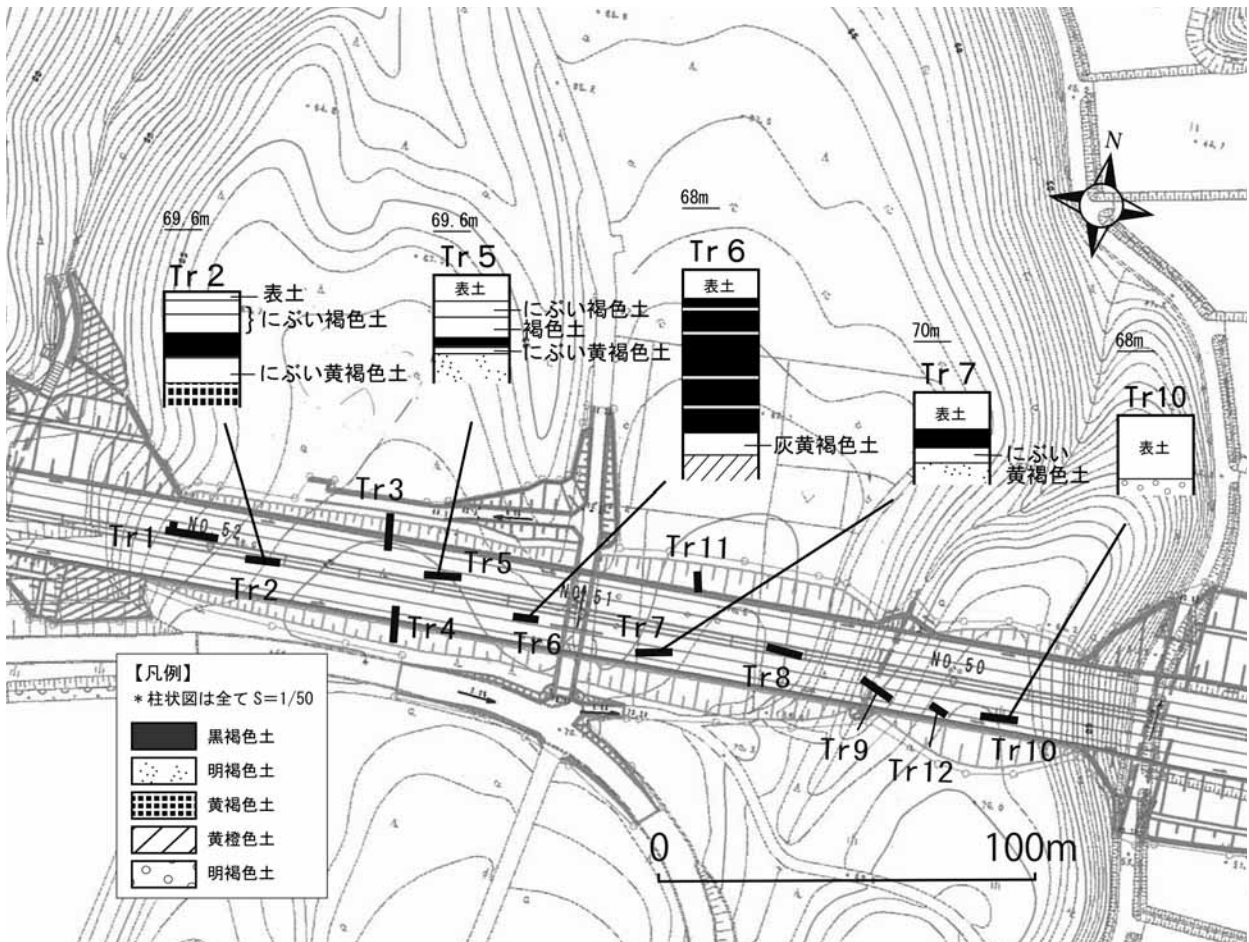 N
69.6m
Tr 2
表土
にぶい褐色土
にぶい黄褐色土
69.6m
Tr 5
表土
にぶい褐色土
褐色土
にぶい黄褐色土
68m
Tr 6
表土
灰黄褐色土
70m
Tr 7
表土
にぶい
黄褐色土
68m
Tr10
表土
Tr1
NO.52
Tr2
Tr3
Tr4
Tr5
Tr6
NO.51
Tr7
Tr11
Tr8
NO.50
Tr9
Tr12
Tr10
【凡例】
*柱状図は全て S=1/50
黒褐色土
明褐色土
黄褐色土
黄橙色土
明褐色土
0
100m